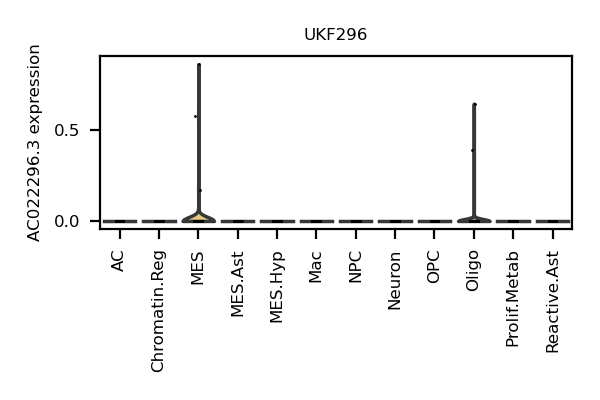 UKF296
AC022296.3 expression
0.5
0.0
AC
Chromatin.Reg
MES
MES.Ast
MES.Hyp
Mac
NPC
Neuron
OPC
Oligo
Prolif.Metab
Reactive.Ast